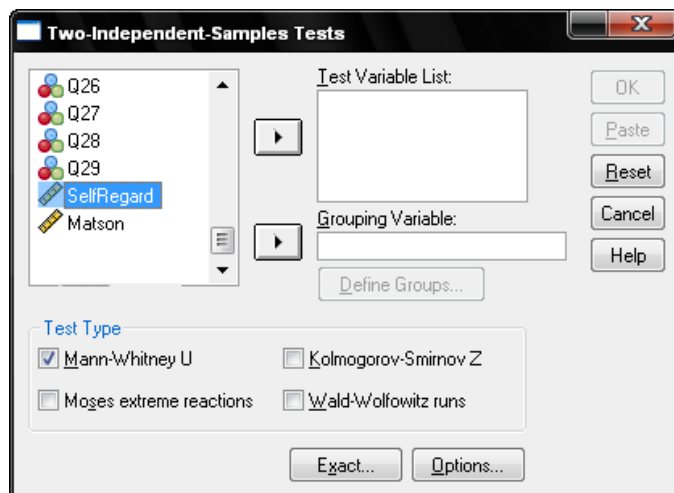 Two-Independent-Samples Tests
Q26
Q27
Q28
Q29
SelfRegard
Matson
Test Variable List:
Grouping Variable:
Define Groups...
OK
Paste
Reset
Cancel
Help
Test Type
Mann-Whitney U
Kolmogorov-Smirnov Z
Moses extreme reactions
Wald-Wolfowitz runs
Exact...
Options...